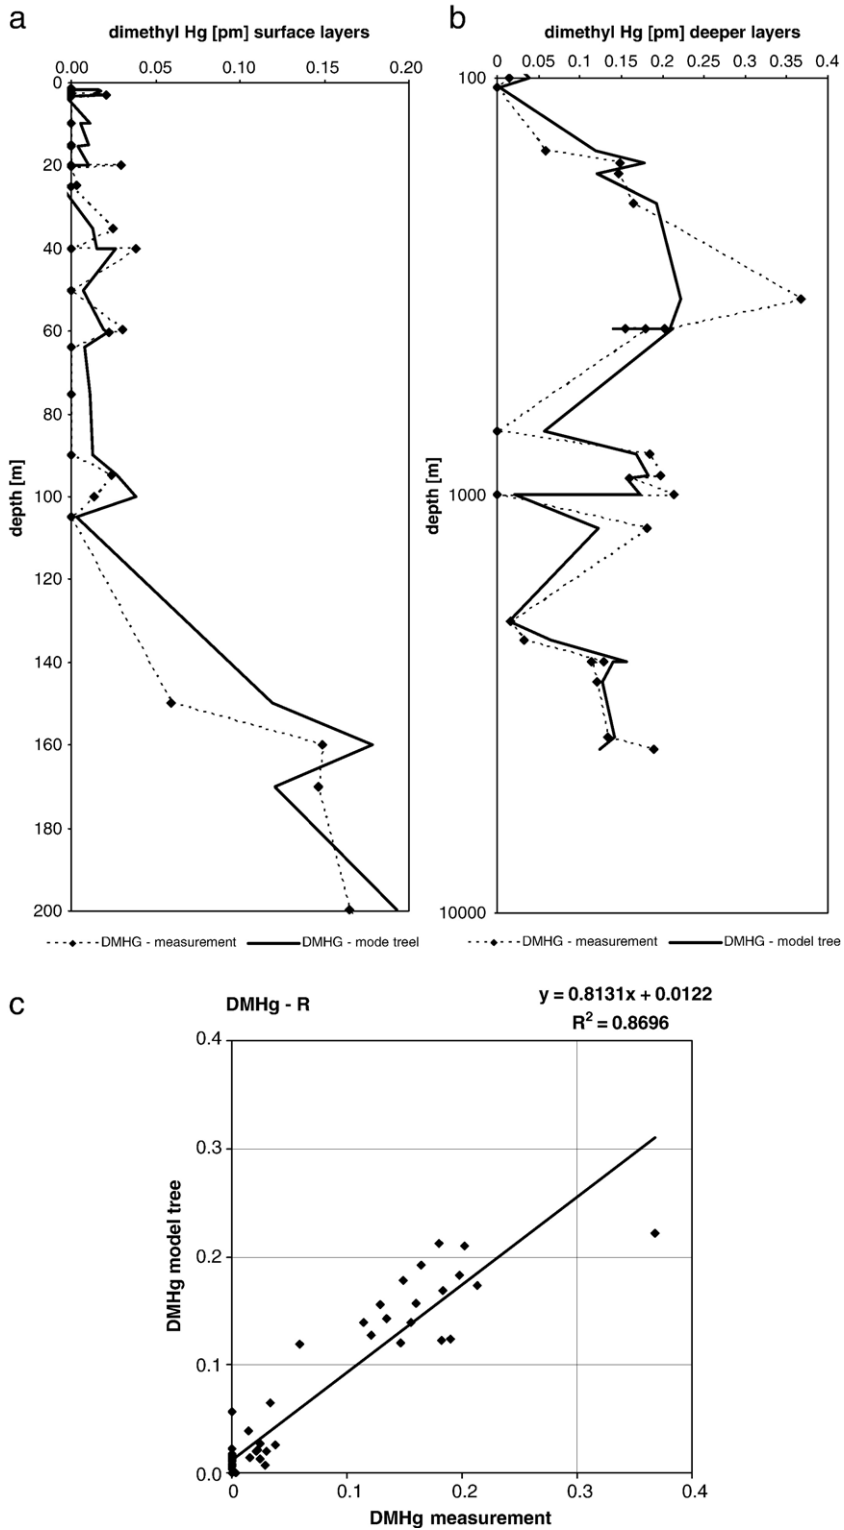 a
dimethyl Hg [pm] surface layers
0.00 0.05 0.10 0.15 0.20
0
20
40
60
80
100
120
140
160
180
200
depth [m]
DMHG - measurement DMHG - mode treel
b
dimethyl Hg [pm] deeper layers
0 0.05 0.1 0.15 0.2 0.25 0.3 0.35 0.4
100
1000
10000
depth [m]
DMHG - measurement DMHG - model tree
c
DMHg - R
y = 0.8131x + 0.0122
R² = 0.8696
0.4
0.3
0.2
0.1
0.0
DMHg model tree
0 0.1 0.2 0.3 0.4
DMHg measurement